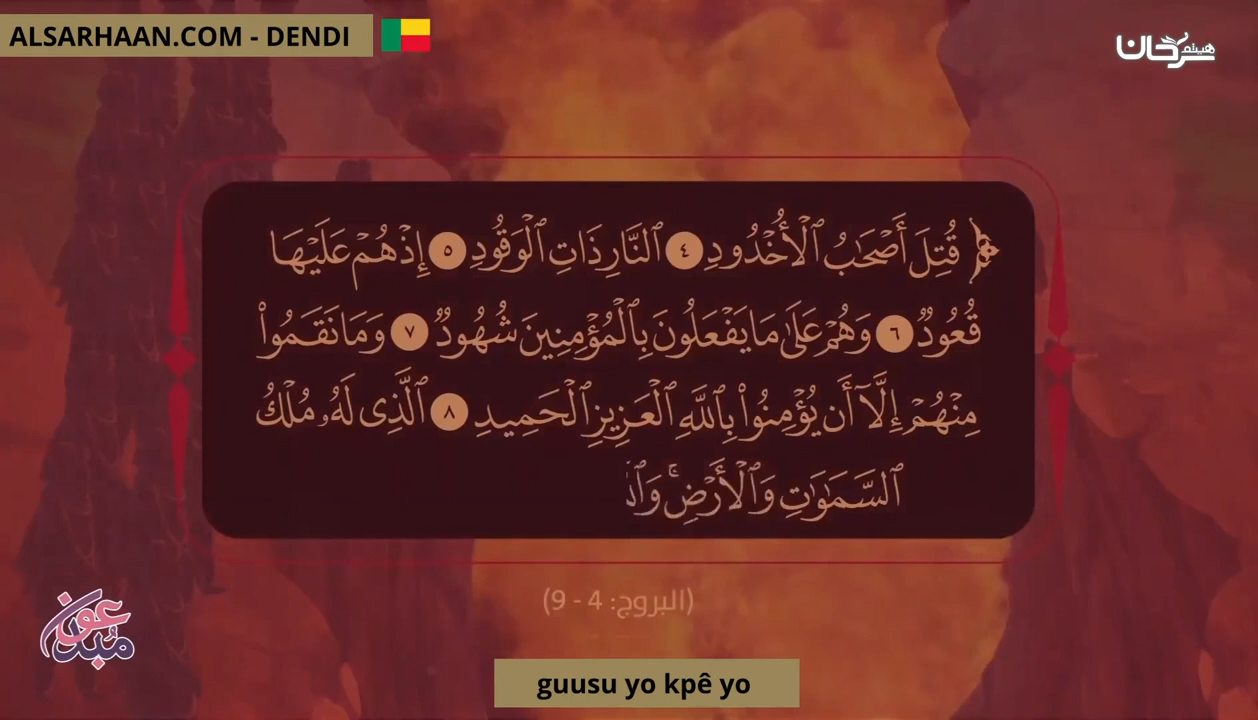 ALSARHAAN.COM - DENDI
هيثم سرحان
﴿ قُتِلَ أَصْحَٰبُ ٱلْأُخْدُودِ ٤ ٱلنَّارِ ذَاتِ ٱلْوَقُودِ ٥ إِذْ هُمْ عَلَيْهَا
قُعُودٌ ٦ وَهُمْ عَلَىٰ مَا يَفْعَلُونَ بِٱلْمُؤْمِنِينَ شُهُودٌ ٧ وَمَا نَقَمُوا۟
مِنْهُمْ إِلَّآ أَن يُؤْمِنُوا۟ بِٱللَّهِ ٱلْعَزِيزِ ٱلْحَمِيدِ ٨ ٱلَّذِى لَهُۥ مُلْكُ
ٱلسَّمَٰوَٰتِ وَٱلْأَرْضِ ۚ
(البروج: 4 - 9)
مبدعون
guusu yo kpê yo